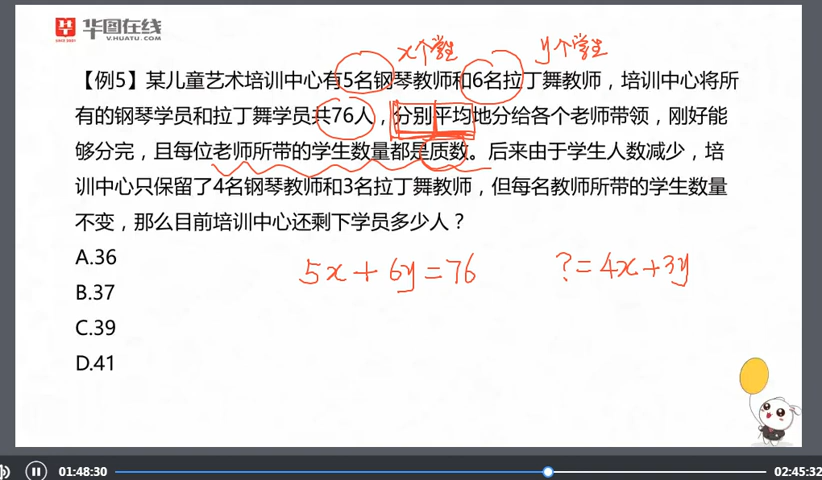 华图在线
V.HUATU.COM
x个学生 y个学生
【例5】某儿童艺术培训中心有5名钢琴教师和6名拉丁舞教师，培训中心将所
有的钢琴学员和拉丁舞学员共76人，分别平均地分给各个老师带领，刚好能
够分完，且每位老师所带的学生数量都是质数。后来由于学生人数减少，培
训中心只保留了4名钢琴教师和3名拉丁舞教师，但每名教师所带的学生数量
不变，那么目前培训中心还剩下学员多少人？
A.36
5x+6y=76 ?=4x+3y
B.37
C.39
D.41
01:48:30 02:45:32